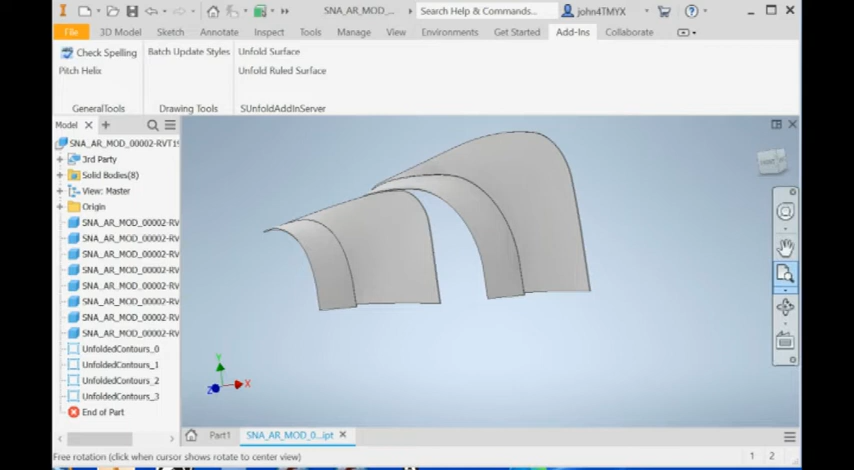 SNA_AR_MOD_...
Search Help & Commands...
john4TMYX
File
3D Model
Sketch
Annotate
Inspect
Tools
Manage
View
Environments
Get Started
Add-Ins
Collaborate
Check Spelling
Batch Update Styles
Unfold Surface
Pitch Helix
Unfold Ruled Surface
GeneralTools
Drawing Tools
SUnfoldAddInServer
Model
SNA_AR_MOD_00002-RVT19
3rd Party
Solid Bodies(8)
View: Master
Origin
SNA_AR_MOD_00002-RV
SNA_AR_MOD_00002-RV
SNA_AR_MOD_00002-RV
SNA_AR_MOD_00002-RV
SNA_AR_MOD_00002-RV
SNA_AR_MOD_00002-RV
SNA_AR_MOD_00002-RV
SNA_AR_MOD_00002-RV
UnfoldedContours_0
UnfoldedContours_1
UnfoldedContours_2
UnfoldedContours_3
End of Part
Y
Z
X
Part1
SNA_AR_MOD_0...ipt
Free rotation (click when cursor shows rotate to center view)
1
2